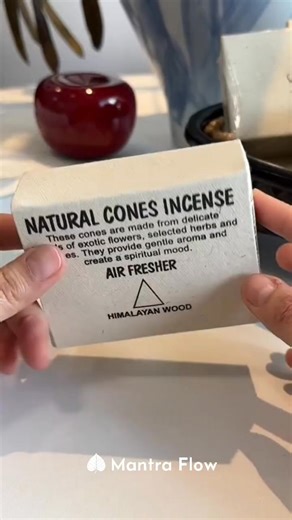 NATURAL CONES INCENSE
These cones are made from delicate
of exotic flowers, selected herbs and
They provide gentle aroma and
create a spiritual mood.
AIR FRESHER
HIMALAYAN WOOD
Mantra Flow